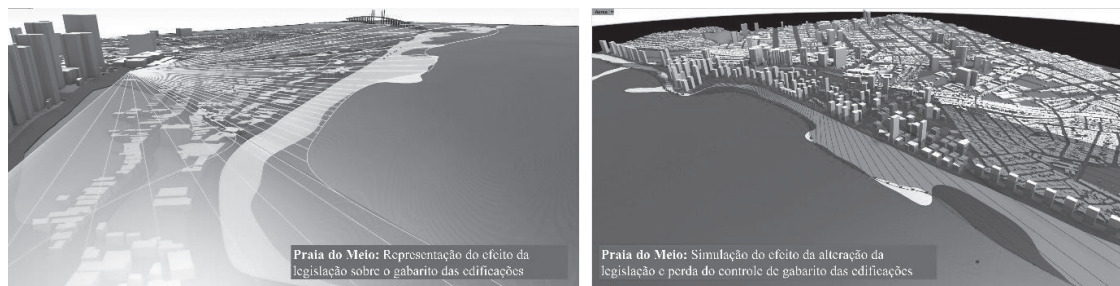 Praia do Meio: Representação do efeito da
legislação sobre o gabarito das edificações
Praia do Meio: Simulação do efeito da alteração da
legislação e perda do controle de gabarito das edificações